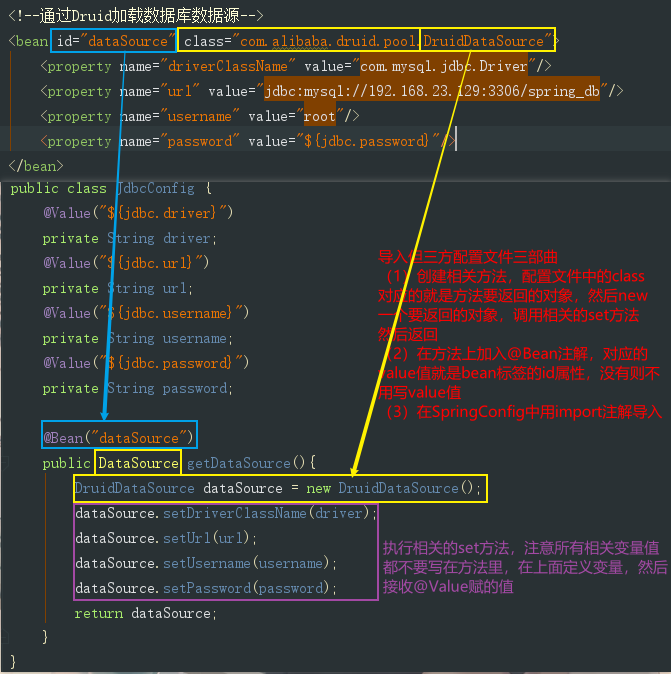 <!--通过Druid加载数据库数据源-->
<bean id="dataSource" class="com.alibaba.druid.pool.DruidDataSource">
<property name="driverClassName" value="com.mysql.jdbc.Driver"/>
<property name="url" value="jdbc:mysql://192.168.23.129:3306/spring_db"/>
<property name="username" value="root"/>
<property name="password" value="${jdbc.password}"/>
</bean>
public class JdbcConfig {
@Value("${jdbc.driver}")
private String driver;
@Value("${jdbc.url}")
private String url;
@Value("${jdbc.username}")
private String username;
@Value("${jdbc.password}")
private String password;
导入但三方配置文件三部曲
（1）创建相关方法，配置文件中的class
对应的就是方法要返回的对象，然后new
一个要返回的对象，调用相关的set方法
然后返回
（2）在方法上加入@Bean注解，对应的
value值就是bean标签的id属性，没有则不
用写value值
（3）在SpringConfig中用import注解导入
@Bean("dataSource")
public DataSource getDataSource(){
DruidDataSource dataSource = new DruidDataSource();
dataSource.setDriverClassName(driver);
dataSource.setUrl(url);
dataSource.setUsername(username);
dataSource.setPassword(password);
return dataSource;
}
}
执行相关的set方法，注意所有相关变量值
都不要写在方法里，在上面定义变量，然后
接收@Value赋的值